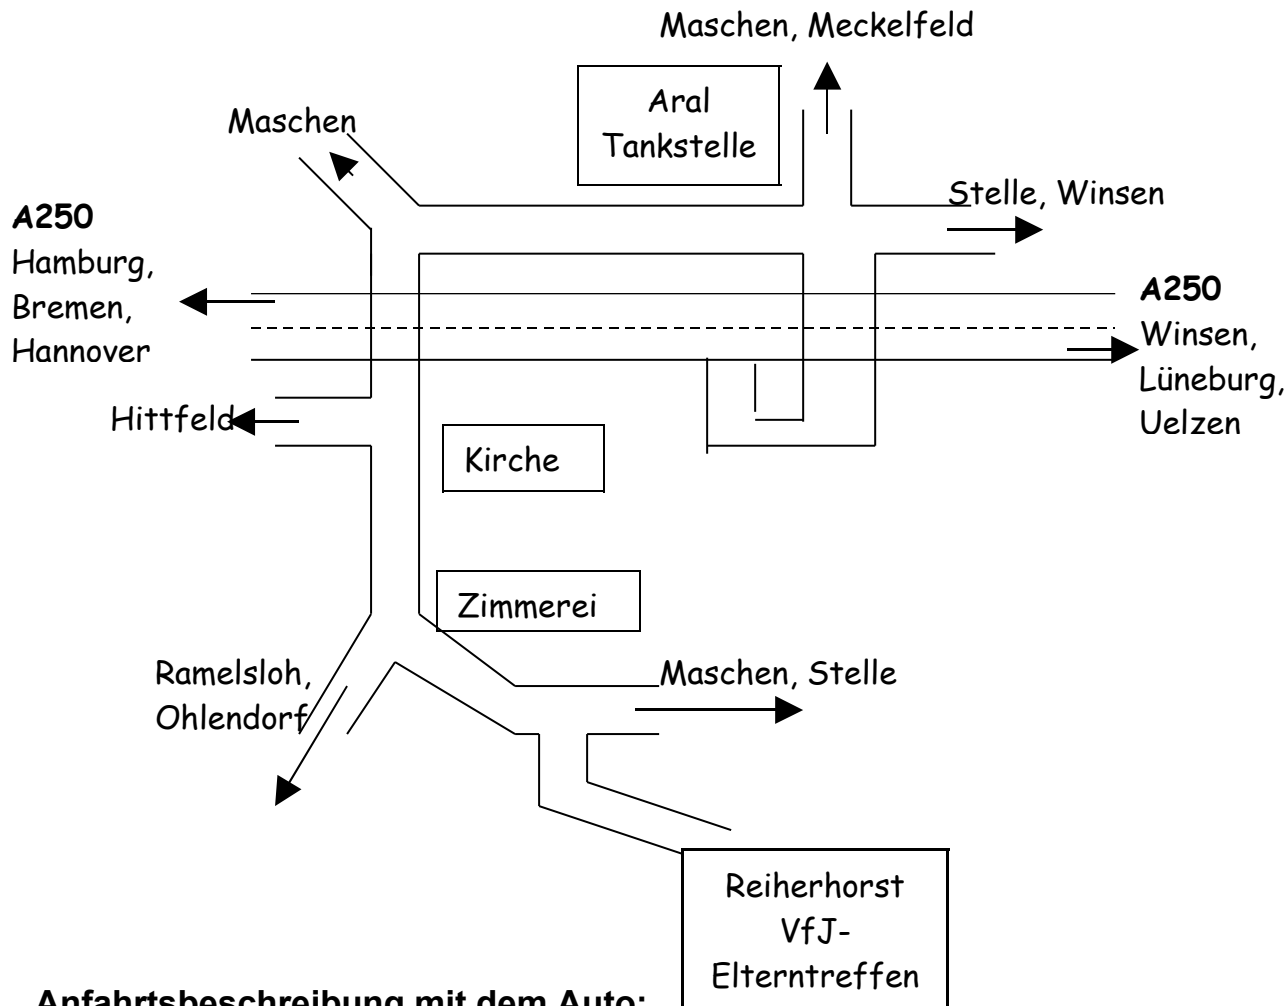 Maschen, Meckelfeld
Aral
Tankstelle
Maschen
Stelle, Winsen
A250
Hamburg,
Bremen,
Hannover
A250
Winsen,
Lüneburg,
Uelzen
Hittfeld
Kirche
Zimmerei
Ramelsloh,
Ohlendorf
Maschen, Stelle
Reiherhorst
VfJ-
Elterntreffen
Anfahrtsbeschreibung mit dem Auto: